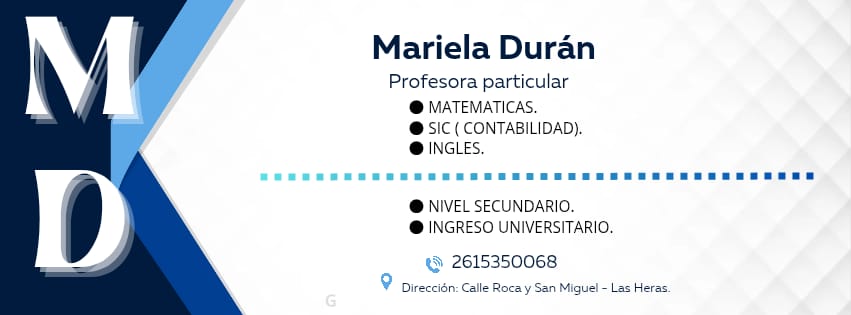 M
D
Mariela Durán
Profesora particular
● MATEMATICAS.
● SIC ( CONTABILIDAD).
● INGLES.
● NIVEL SECUNDARIO.
● INGRESO UNIVERSITARIO.
2615350068
Dirección: Calle Roca y San Miguel - Las Heras.
G